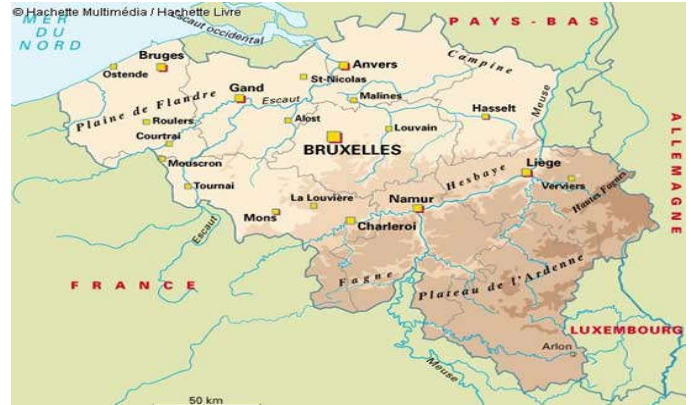 © Hachette Multimédia / Hachette Livre
MER
DU
NORD
Escaut occidental
PAYS-BAS
Bruges
Ostende
Anvers
Campine
St-Nicolas
Gand
Escaut
Malines
Meuse
Hasselt
Plaine de Flandre
Roulers
Alost
Louvain
Courtrai
BRUXELLES
ALLEMAGNE
Mouscron
Liège
Hesbaye
Verviers
Tournai
Hautes Fagnes
La Louvière
Namur
Mons
Charleroi
Escaut
Fagne
Plateau de l'Ardenne
FRANCE
LUXEMBOURG
Arlon
Meuse
50 km